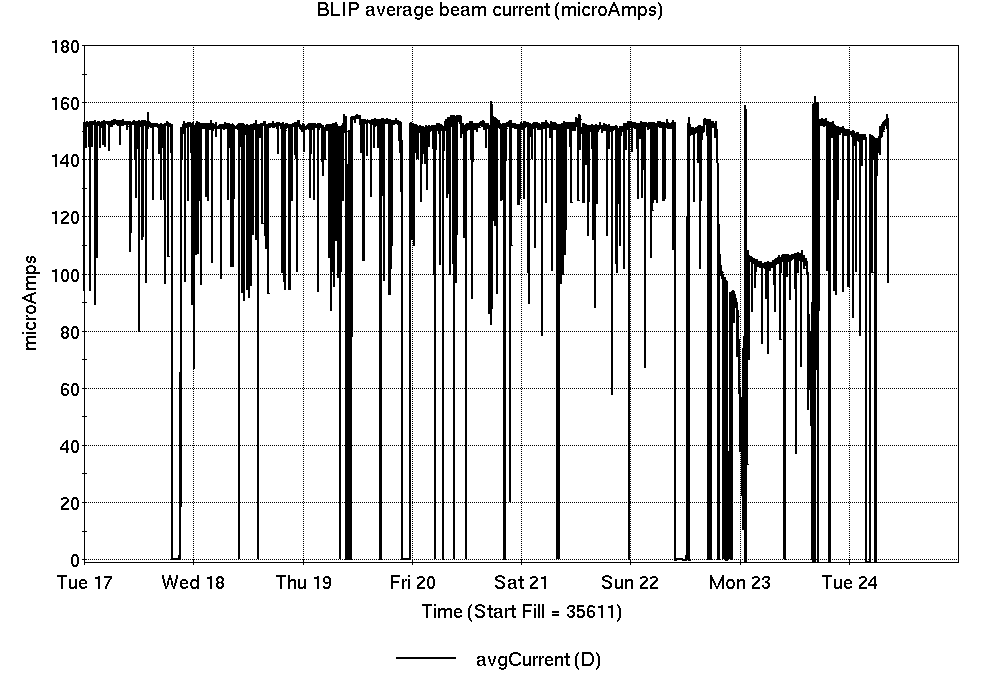 BLIP average beam current (microAmps)
180
160
140
120
100
80
60
40
20
0
microAmps
Tue 17 Wed 18 Thu 19 Fri 20 Sat 21 Sun 22 Mon 23 Tue 24
Time (Start Fill = 35611)
avgCurrent (D)